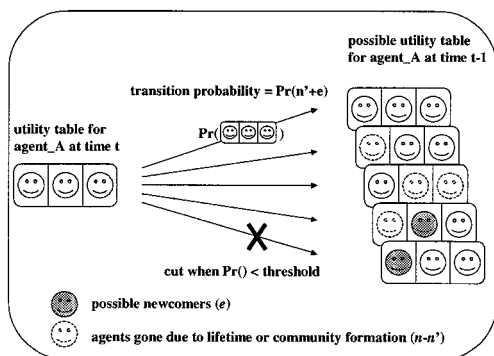 possible utility table
for agent_A at time t-1
transition probability = Pr(n'+e)
Pr( )
utility table for
agent_A at time t
cut when Pr() < threshold
possible newcomers (e)
agents gone due to lifetime or community formation (n-n')